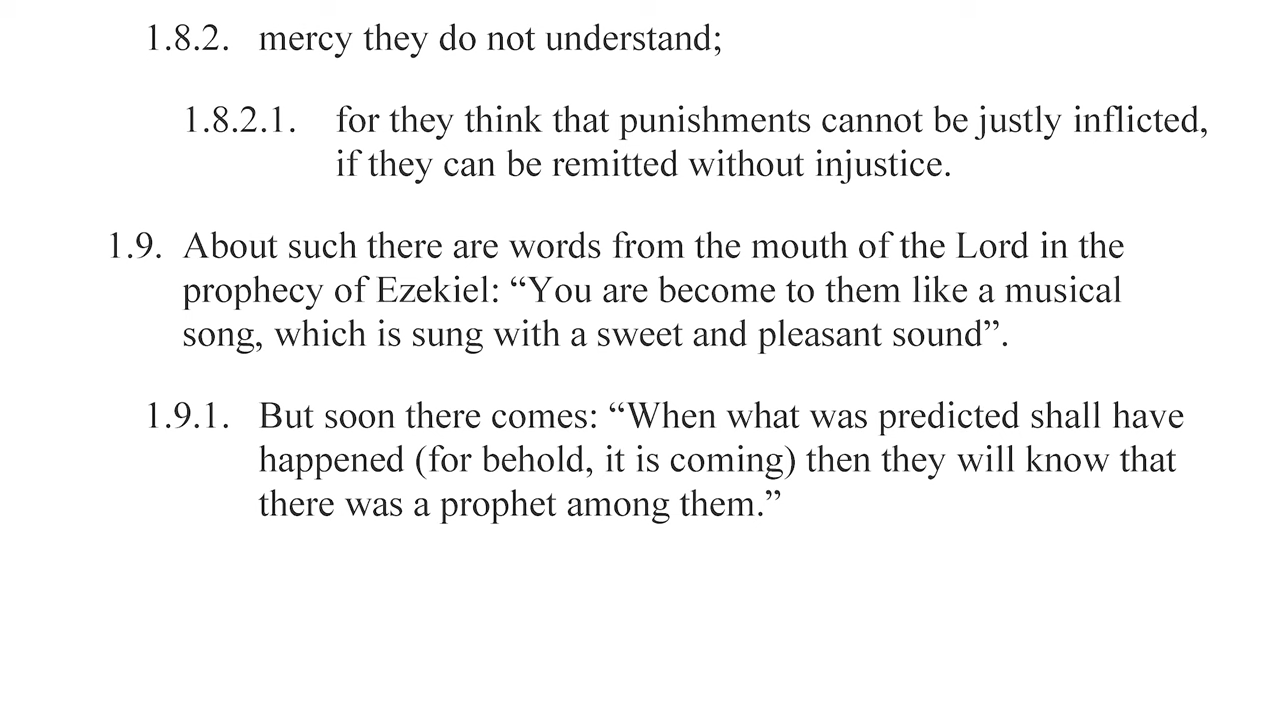 1.8.2. mercy they do not understand;
1.8.2.1. for they think that punishments cannot be justly inflicted,
if they can be remitted without injustice.
1.9. About such there are words from the mouth of the Lord in the
prophecy of Ezekiel: “You are become to them like a musical
song, which is sung with a sweet and pleasant sound”.
1.9.1. But soon there comes: “When what was predicted shall have
happened (for behold, it is coming) then they will know that
there was a prophet among them.”